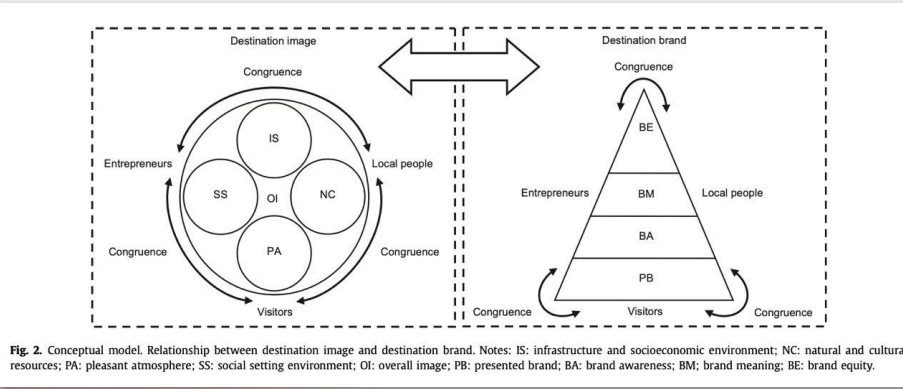 Destination image
Destination brand
Congruence
Congruence
IS
BE
Entrepreneurs
Local people
SS
OI
NC
Entrepreneurs
BM
Local people
BA
PA
Congruence
Congruence
PB
Visitors
Congruence
Visitors
Congruence
Fig. 2. Conceptual model. Relationship between destination image and destination brand. Notes: IS: infrastructure and socioeconomic environment; NC: natural and cultura
resources; PA: pleasant atmosphere; SS: social setting environment; OI: overall image; PB: presented brand; BA: brand awareness; BM; brand meaning; BE: brand equity.